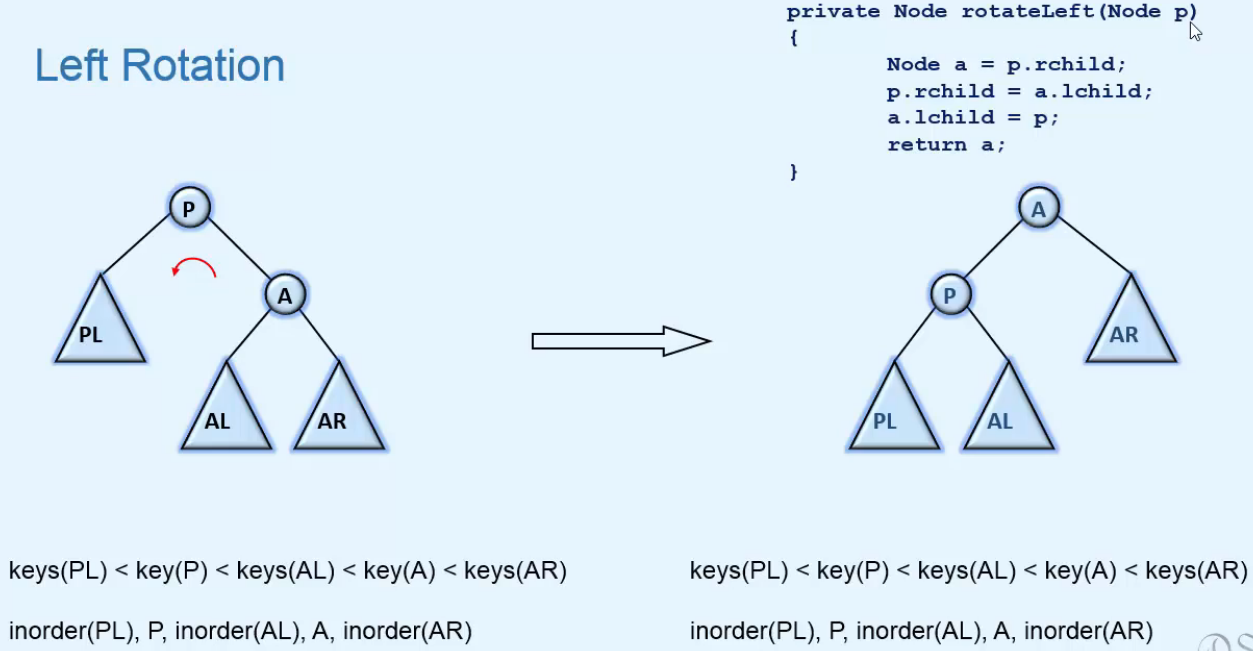 Left Rotation
private Node rotateLeft(Node p)
{
Node a = p.rchild;
p.rchild = a.lchild;
a.lchild = p;
return a;
}
P
A
PL
AL
AR
A
P
AR
PL
AL
keys(PL) < key(P) < keys(AL) < key(A) < keys(AR)
inorder(PL), P, inorder(AL), A, inorder(AR)
keys(PL) < key(P) < keys(AL) < key(A) < keys(AR)
inorder(PL), P, inorder(AL), A, inorder(AR)